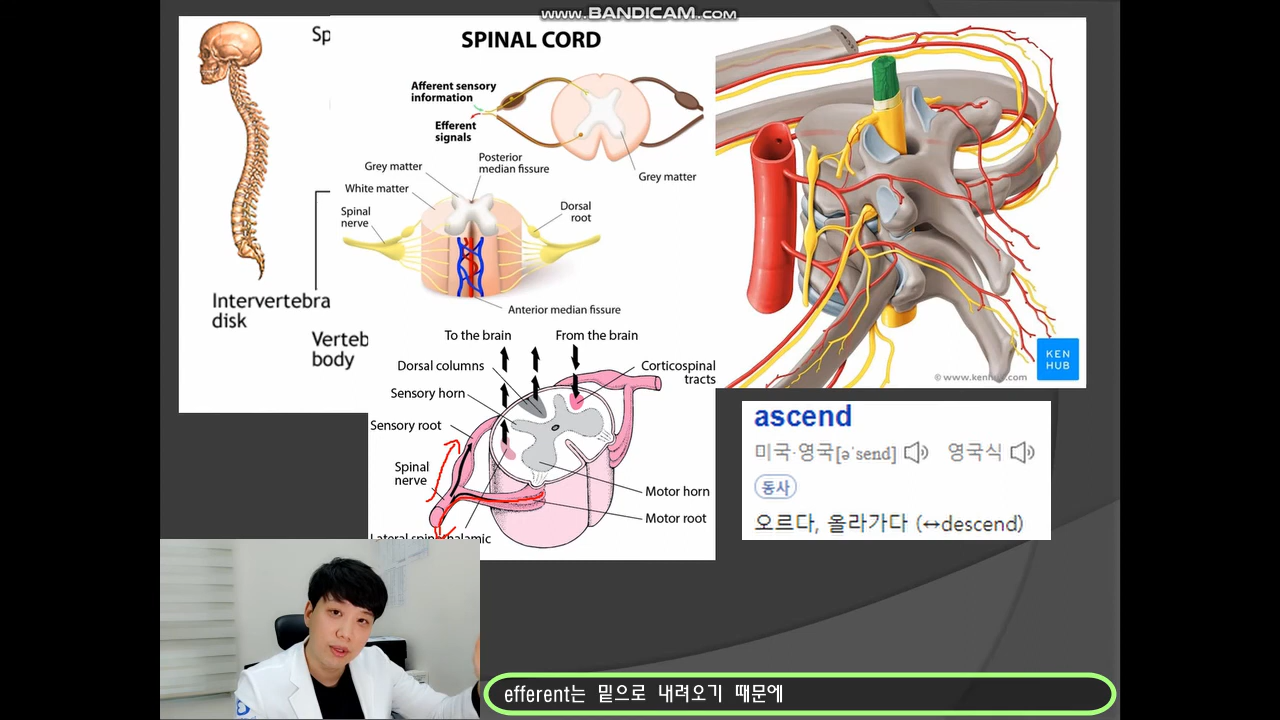 www.BANDICAM.com
Sp
Intervertebra
disk
Verteb
body
SPINAL CORD
Afferent sensory
information
Efferent
signals
Grey matter
Posterior
median fissure
Grey matter
White matter
Spinal
nerve
Dorsal
root
Anterior median fissure
To the brain
From the brain
Dorsal columns
Corticospinal
tracts
Sensory horn
Sensory root
Spinal
nerve
Motor horn
Motor root
KEN
HUB
ascend
미국·영국[əˈsend]
영국식
동사
오르다, 올라가다 (↔descend)
efferent는 밑으로 내려오기 때문에